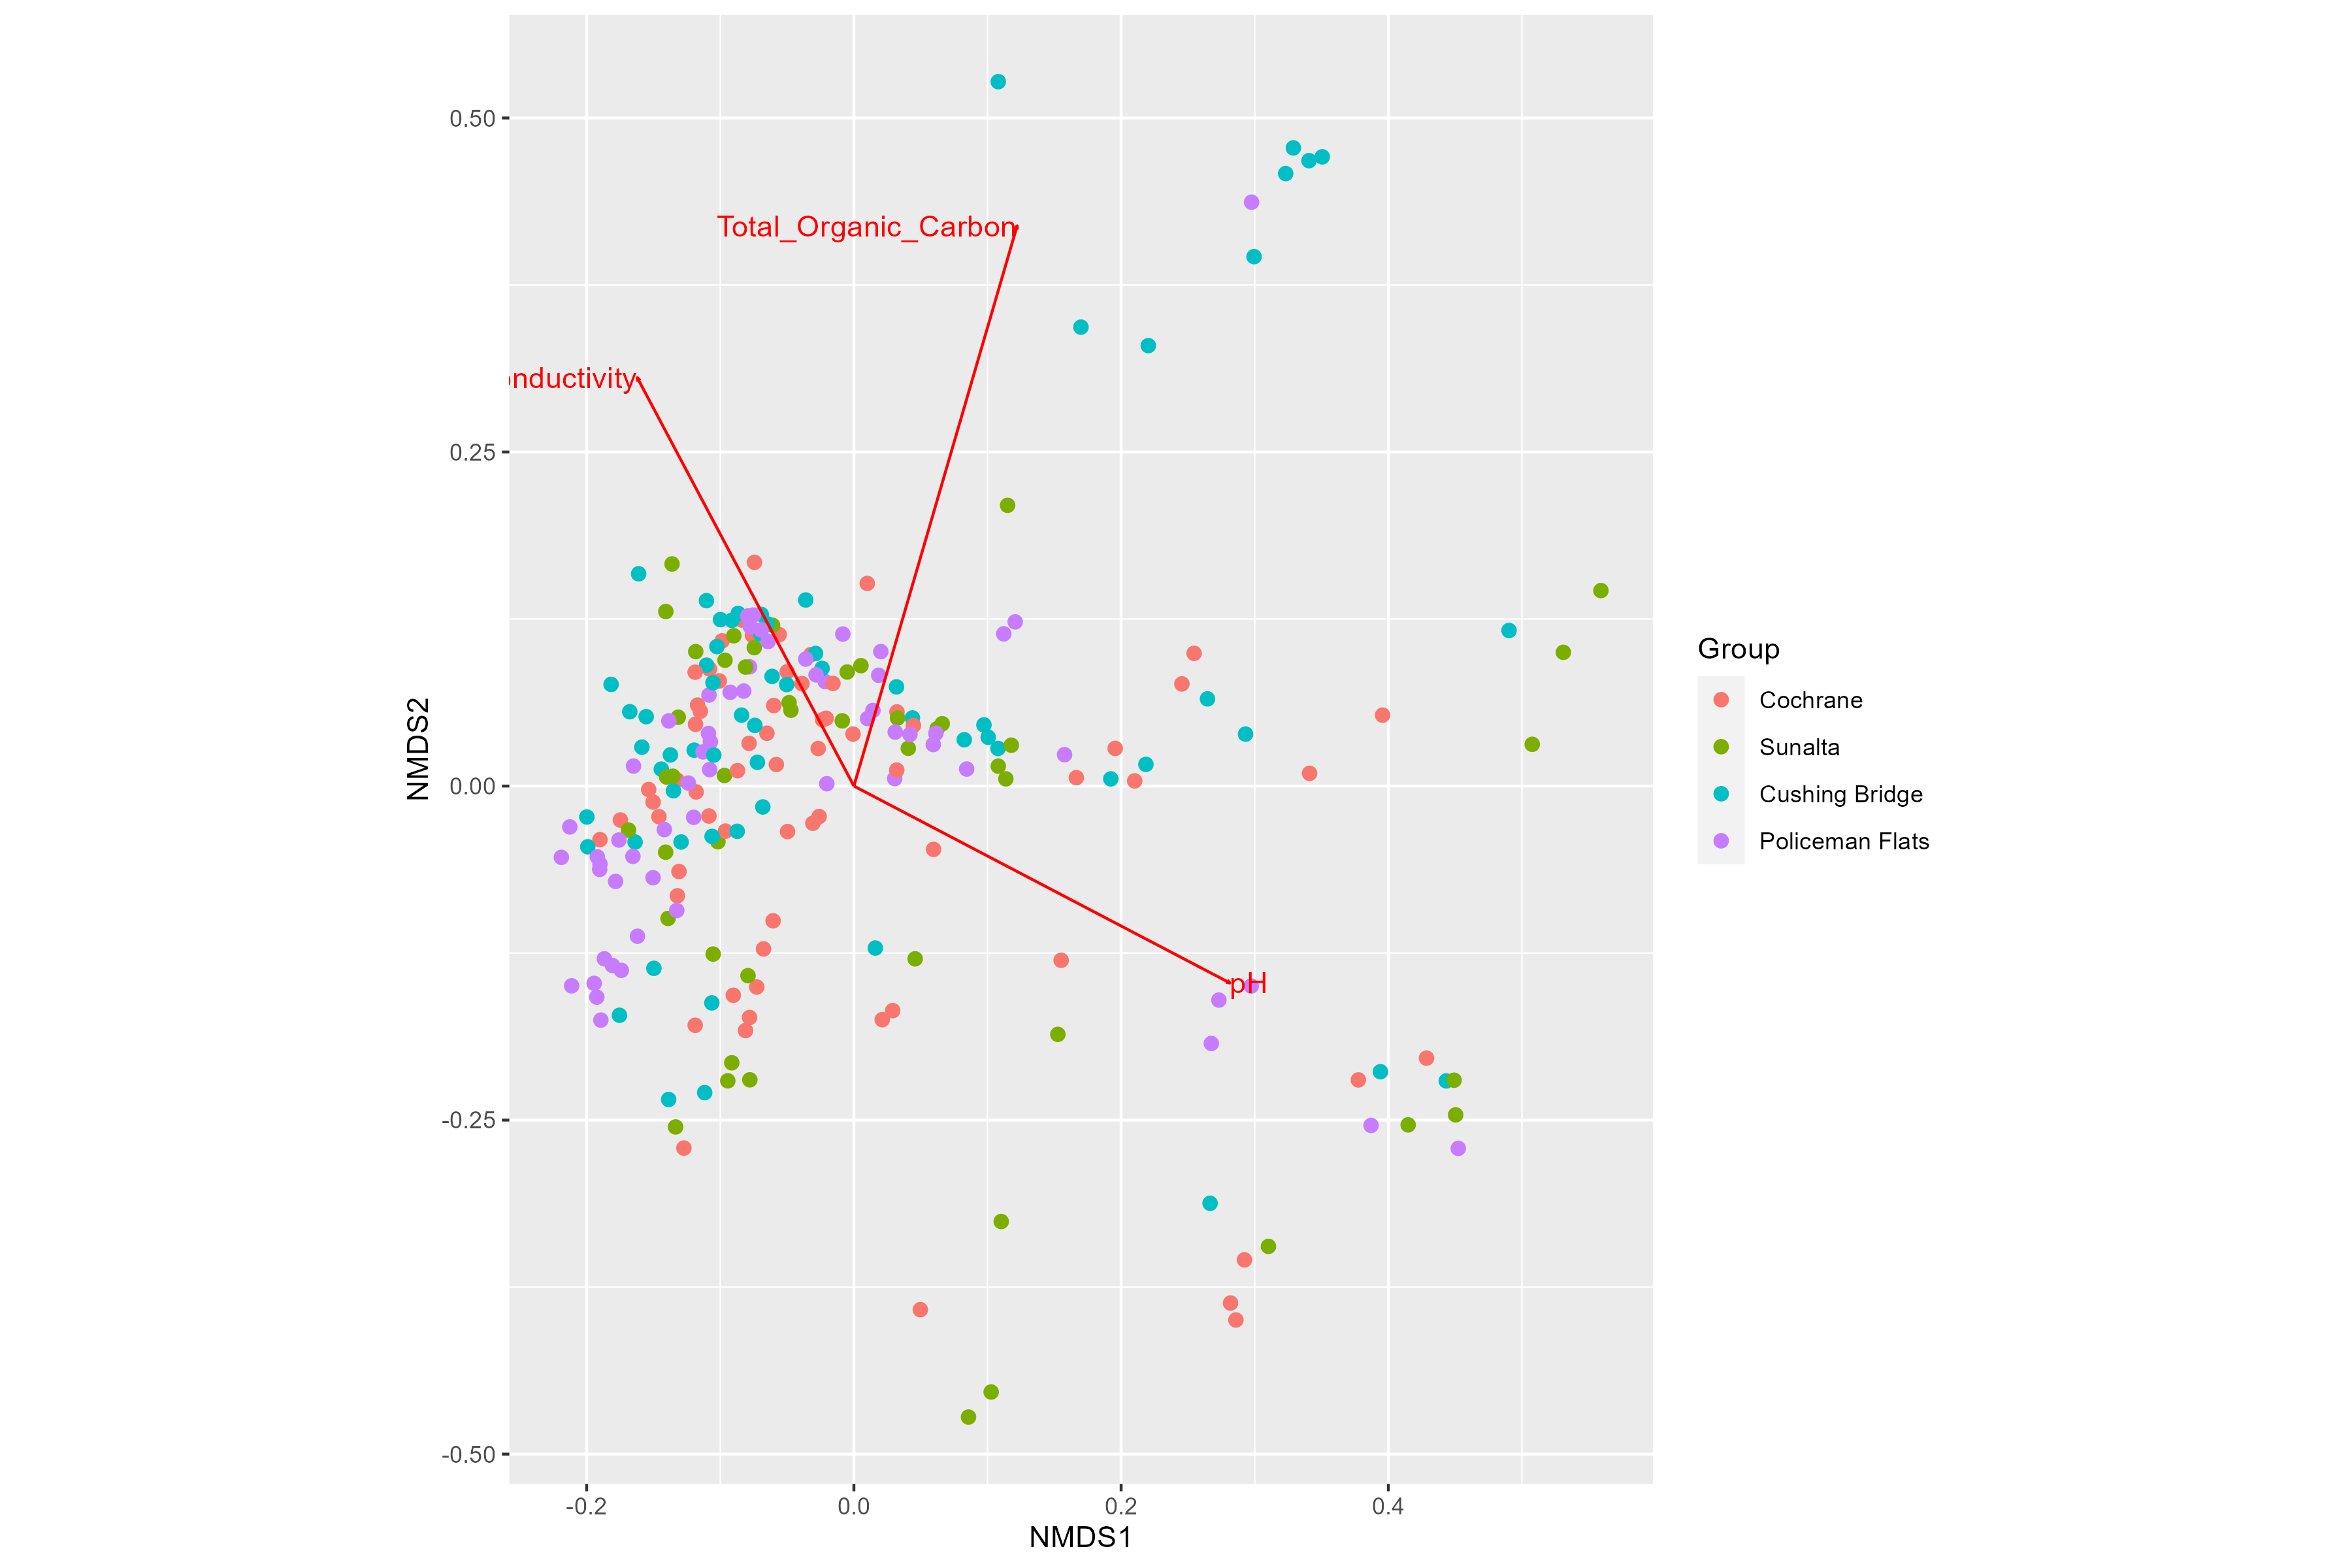 0.50
0.25
0.00
-0.25
-0.50
NMDS2
Total_Organic_Carbon
nductivity
pH
-0.2
0.0
0.2
0.4
NMDS1
Group
Cochrane
Sunalta
Cushing Bridge
Policeman Flats